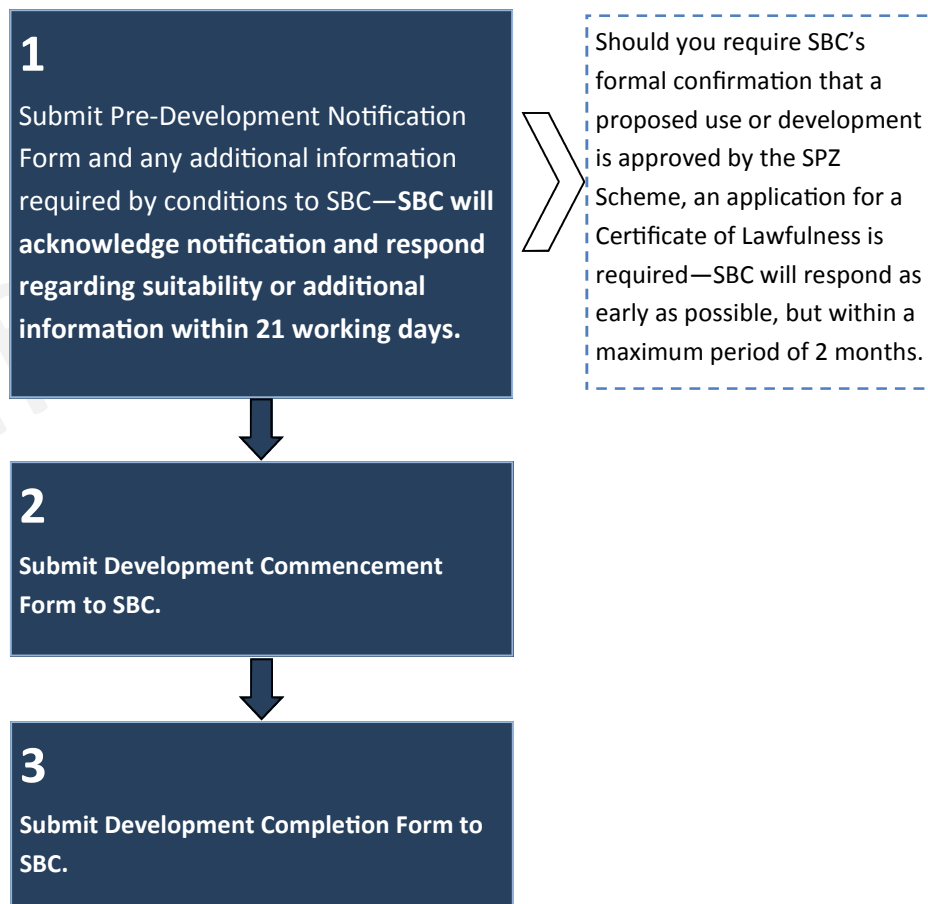 1
Submit Pre-Development Notification
Form and any additional information
required by conditions to SBC—SBC will
acknowledge notification and respond
regarding suitability or additional
information within 21 working days.
Should you require SBC’s
formal confirmation that a
proposed use or development
is approved by the SPZ
Scheme, an application for a
Certificate of Lawfulness is
required—SBC will respond as
early as possible, but within a
maximum period of 2 months.
2
Submit Development Commencement
Form to SBC.
3
Submit Development Completion Form to
SBC.